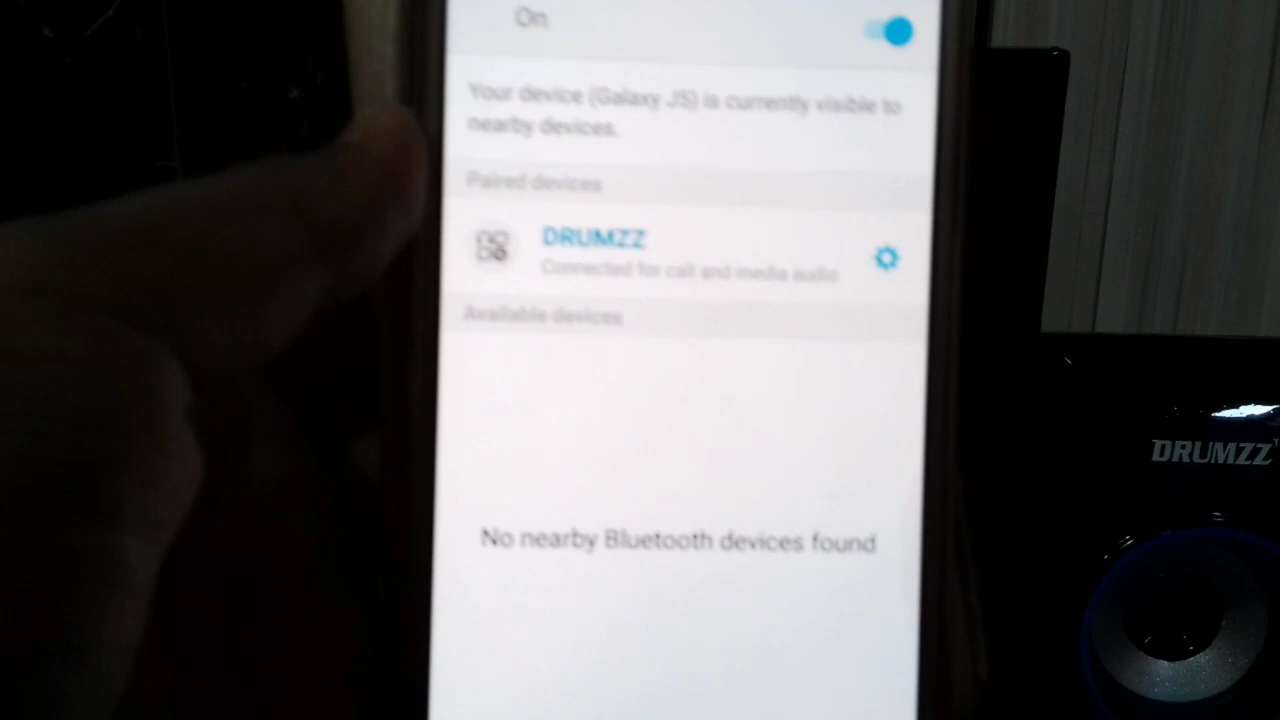 On
Your device (Galaxy J5) is currently visible to
nearby devices.
Paired devices
DRUMZZ
Connected for call and media audio
Available devices
DRUMZZ™
No nearby Bluetooth devices found